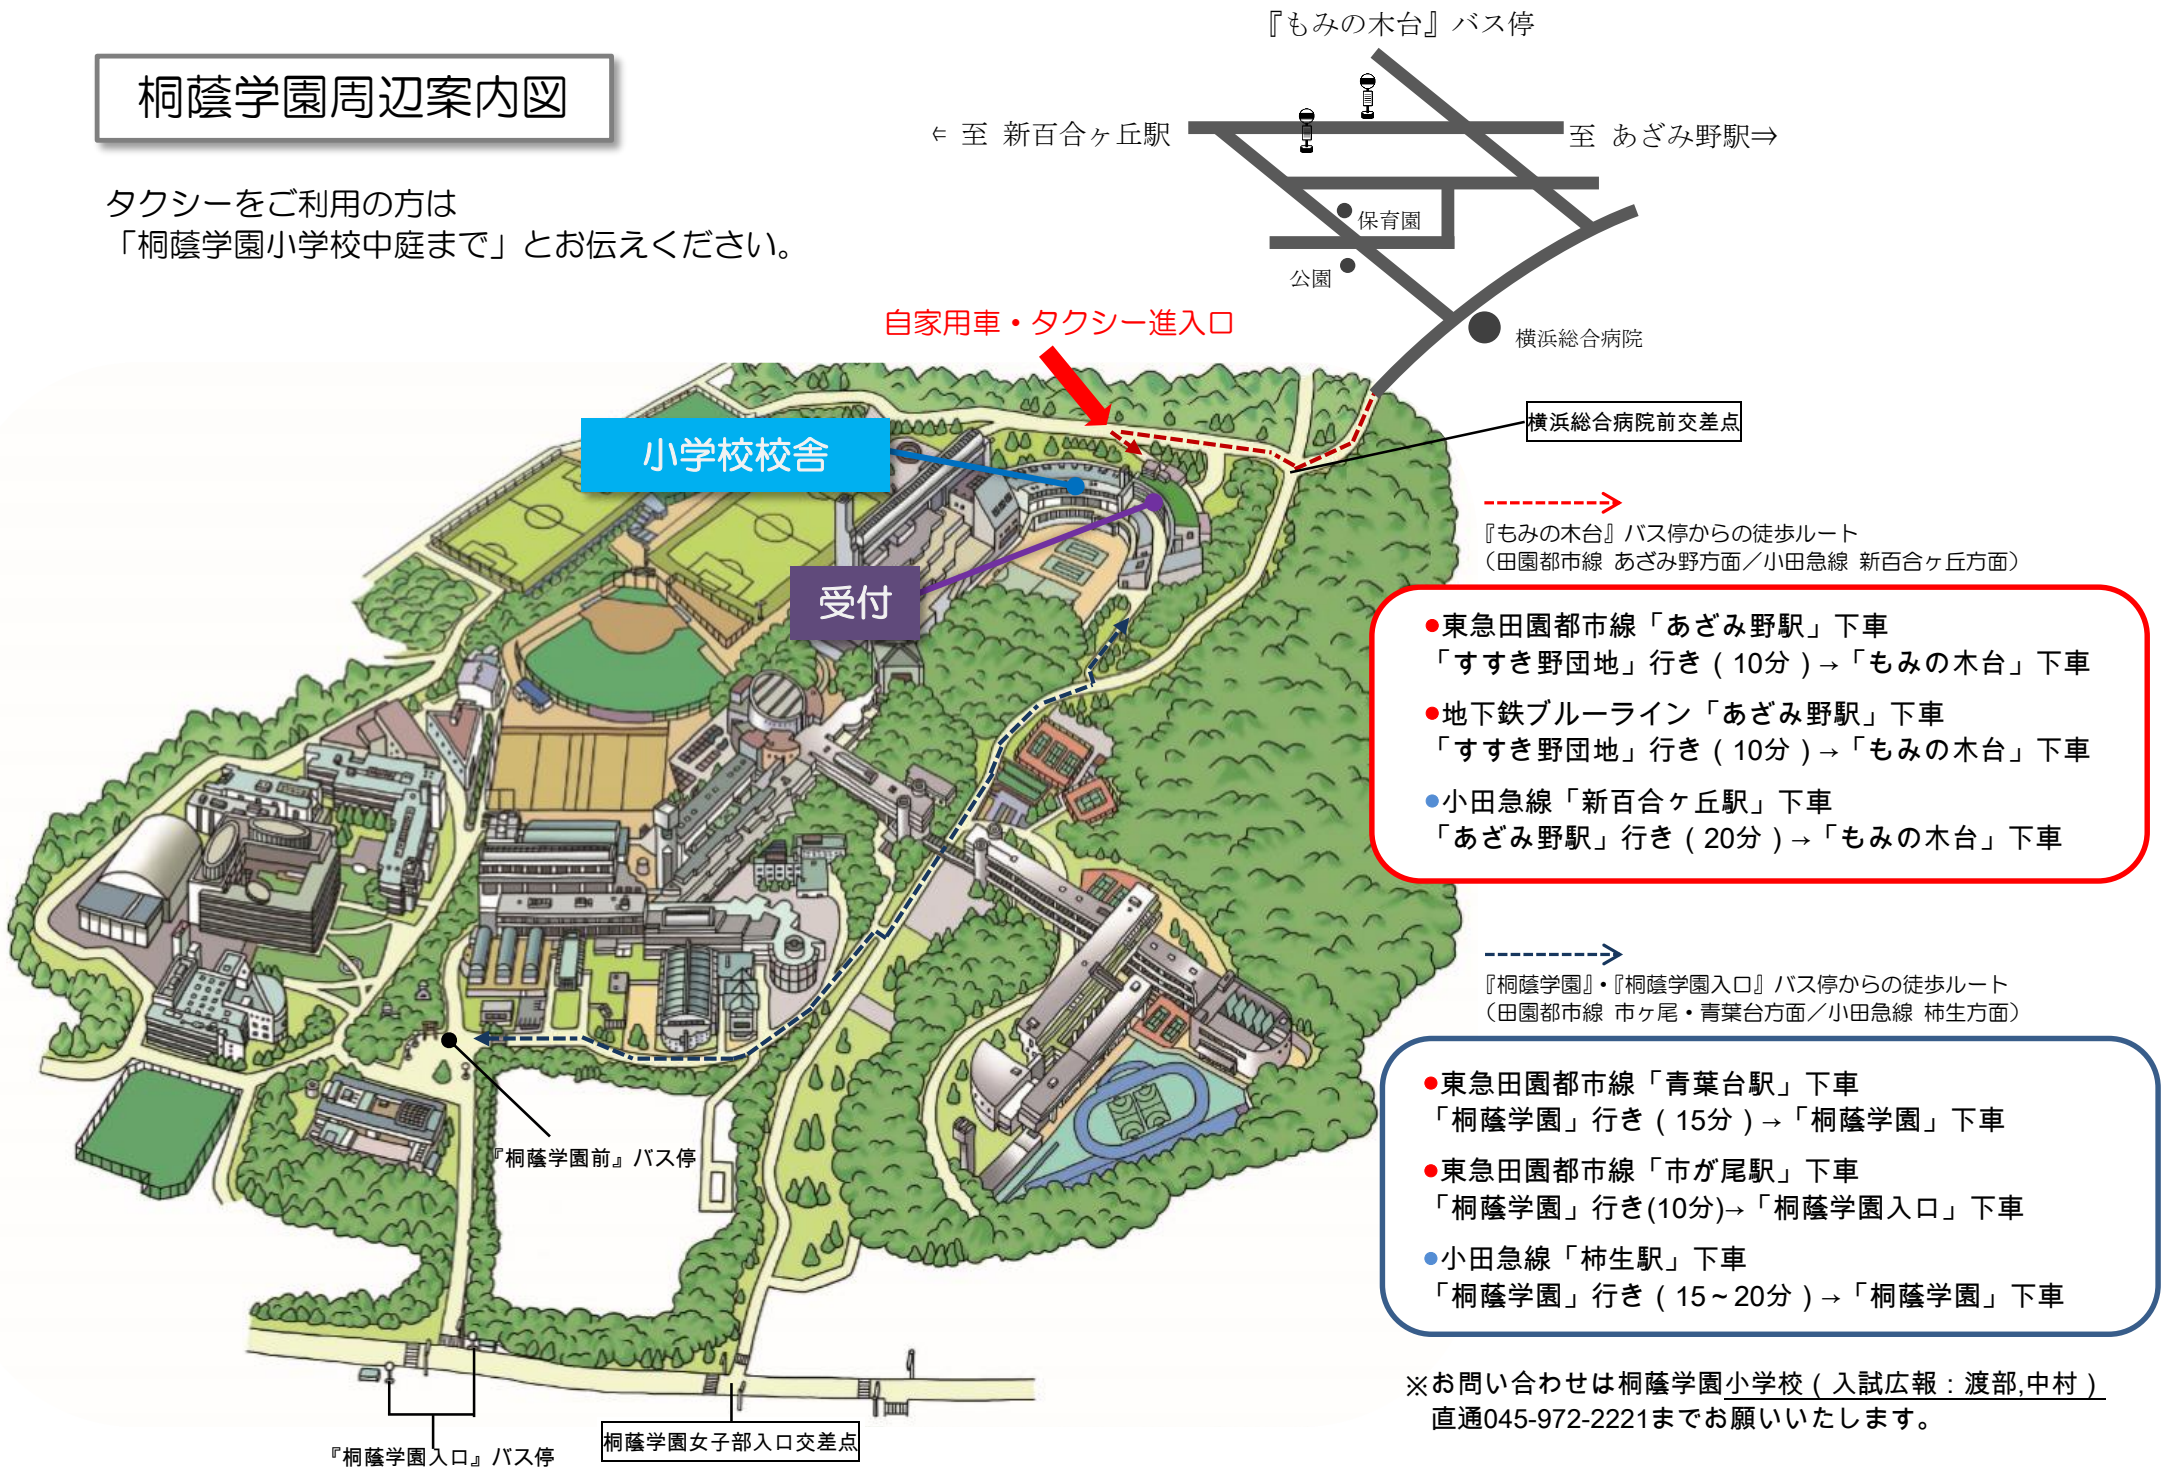 『もみの木台』バス停
桐蔭学園周辺案内図
← 至 新百合ヶ丘駅
至 あざみ野駅⇒
タクシーをご利用の方は
「桐蔭学園小学校中庭まで」とお伝えください。
保育園
公園
自家用車・タクシー進入口
横浜総合病院
横浜総合病院前交差点
小学校校舎
受付
『もみの木台』バス停からの徒歩ルート
（田園都市線 あざみ野方面／小田急線 新百合ヶ丘方面）
●東急田園都市線「あざみ野駅」下車
「すすき野団地」行き（10分）→「もみの木台」下車
●地下鉄ブルーライン「あざみ野駅」下車
「すすき野団地」行き（10分）→「もみの木台」下車
●小田急線「新百合ヶ丘駅」下車
「あざみ野駅」行き（20分）→「もみの木台」下車
『桐蔭学園』・『桐蔭学園入口』バス停からの徒歩ルート
（田園都市線 市ヶ尾・青葉台方面／小田急線 柿生方面）
●東急田園都市線「青葉台駅」下車
「桐蔭学園」行き（15分）→「桐蔭学園」下車
●東急田園都市線「市が尾駅」下車
「桐蔭学園」行き(10分)→「桐蔭学園入口」下車
●小田急線「柿生駅」下車
「桐蔭学園」行き（15～20分）→「桐蔭学園」下車
『桐蔭学園前』バス停
『桐蔭学園入口』バス停
桐蔭学園女子部入口交差点
※お問い合わせは桐蔭学園小学校（入試広報：渡部,中村）
直通045-972-2221までお願いいたします。